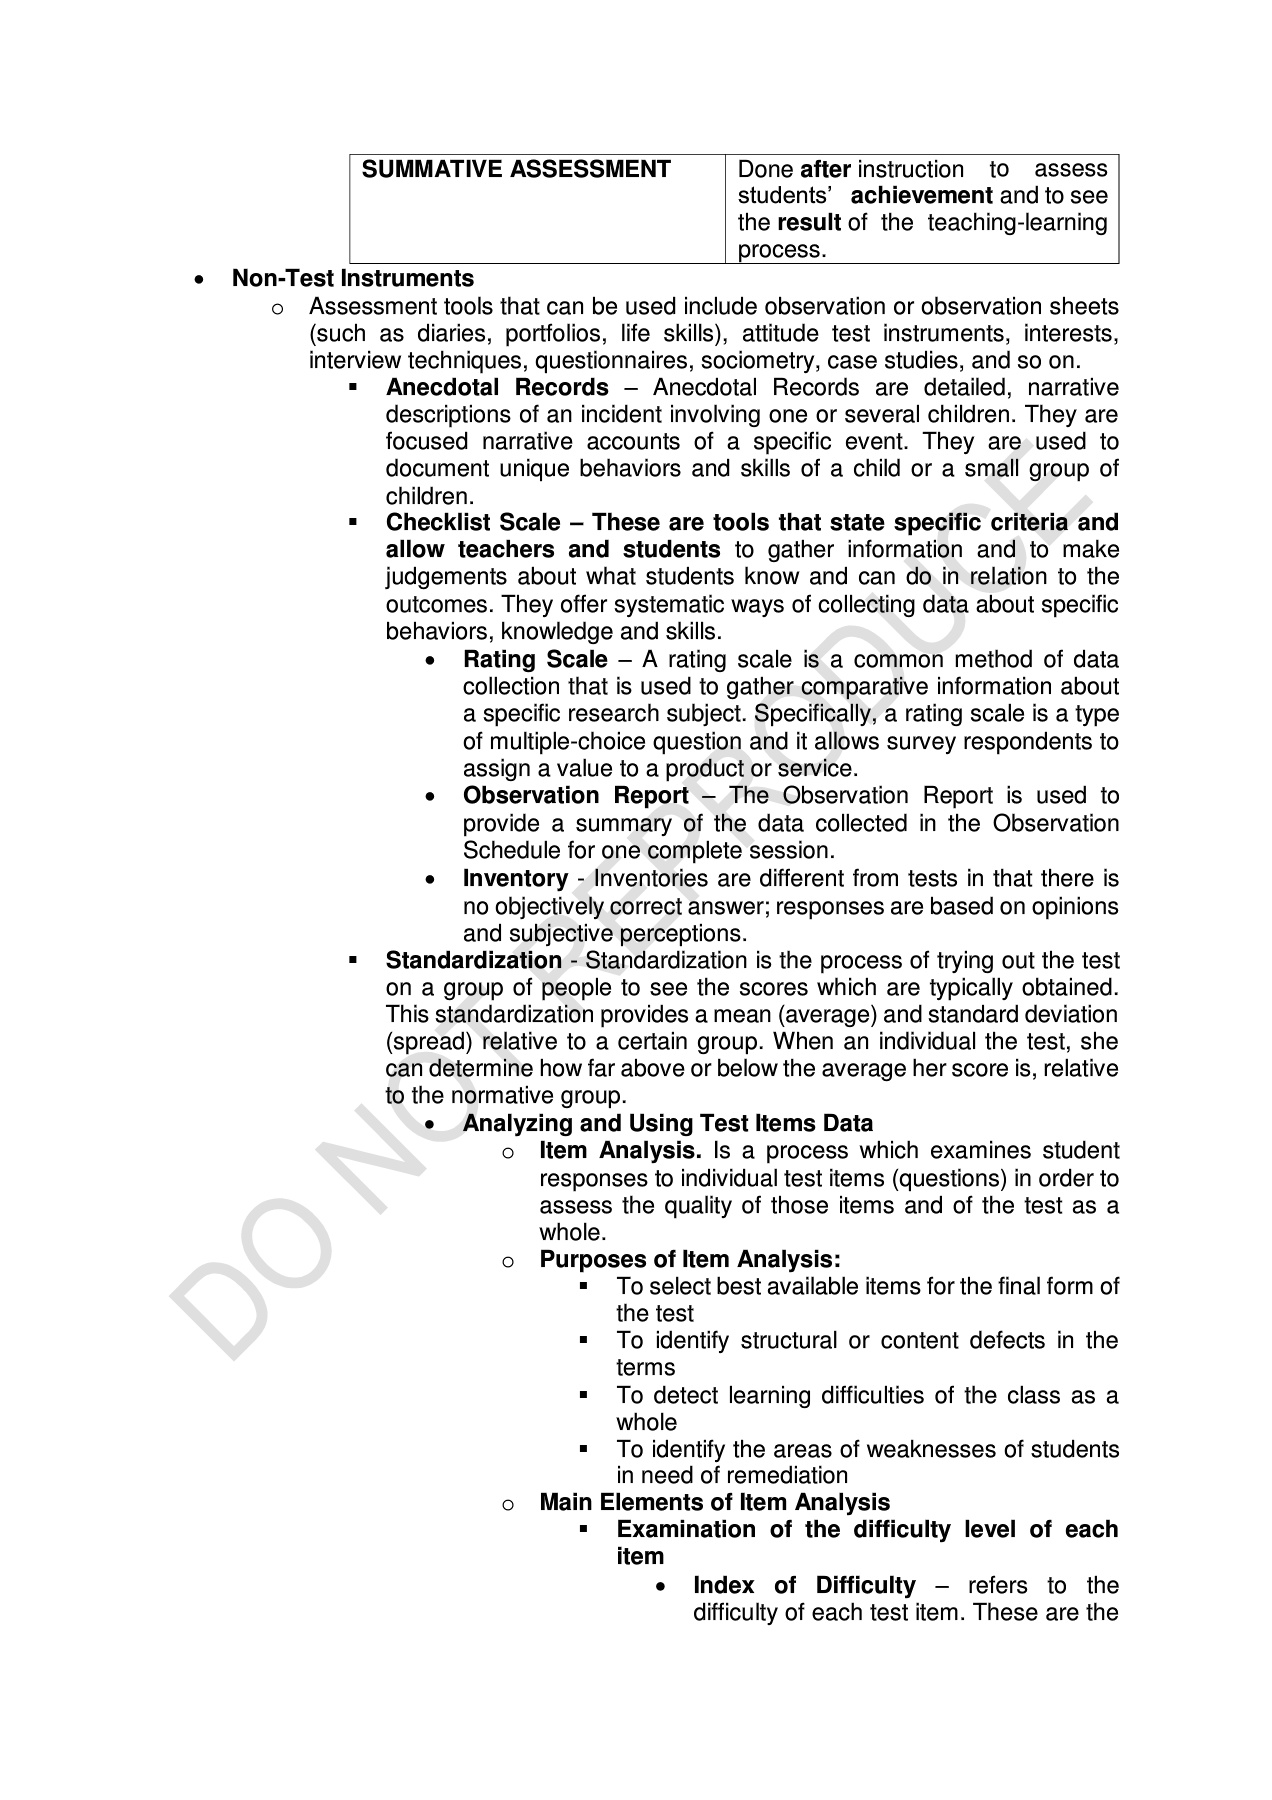 SUMMATIVE ASSESSMENT
Done after instruction to assess
students’ achievement and to see
the result of the teaching-learning
process.
• Non-Test Instruments
o Assessment tools that can be used include observation or observation sheets
(such as diaries, portfolios, life skills), attitude test instruments, interests,
interview techniques, questionnaires, sociometry, case studies, and so on.
▪ Anecdotal Records – Anecdotal Records are detailed, narrative
descriptions of an incident involving one or several children. They are
focused narrative accounts of a specific event. They are used to
document unique behaviors and skills of a child or a small group of
children.
▪ Checklist Scale – These are tools that state specific criteria and
allow teachers and students to gather information and to make
judgements about what students know and can do in relation to the
outcomes. They offer systematic ways of collecting data about specific
behaviors, knowledge and skills.
• Rating Scale – A rating scale is a common method of data
collection that is used to gather comparative information about
a specific research subject. Specifically, a rating scale is a type
of multiple-choice question and it allows survey respondents to
assign a value to a product or service.
• Observation Report – The Observation Report is used to
provide a summary of the data collected in the Observation
Schedule for one complete session.
• Inventory - Inventories are different from tests in that there is
no objectively correct answer; responses are based on opinions
and subjective perceptions.
▪ Standardization - Standardization is the process of trying out the test
on a group of people to see the scores which are typically obtained.
This standardization provides a mean (average) and standard deviation
(spread) relative to a certain group. When an individual the test, she
can determine how far above or below the average her score is, relative
to the normative group.
• Analyzing and Using Test Items Data
o Item Analysis. Is a process which examines student
responses to individual test items (questions) in order to
assess the quality of those items and of the test as a
whole.
o Purposes of Item Analysis:
▪ To select best available items for the final form of
the test
▪ To identify structural or content defects in the
terms
▪ To detect learning difficulties of the class as a
whole
▪ To identify the areas of weaknesses of students
in need of remediation
o Main Elements of Item Analysis
▪ Examination of the difficulty level of each
item
• Index of Difficulty – refers to the
difficulty of each test item. These are the
DO NOT REPRODUCE